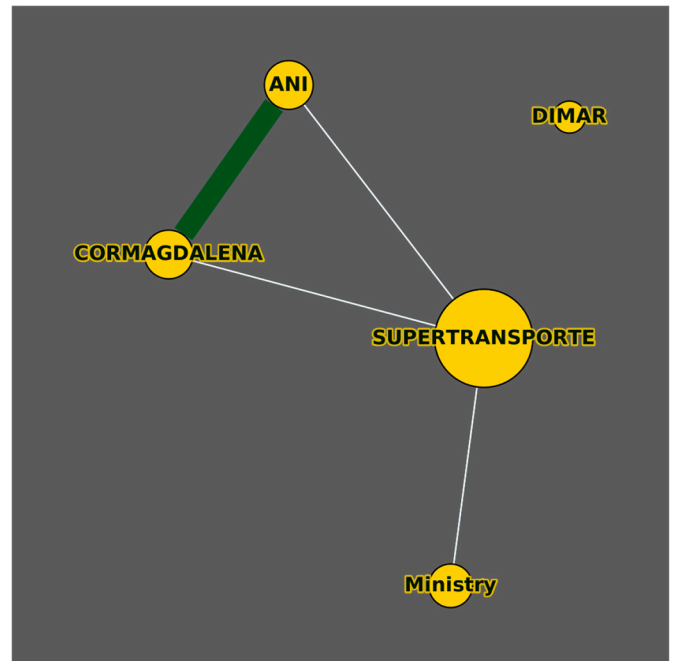 ANI
DIMAR
CORMAGDALENA
SUPERTRANSPORTE
Ministry